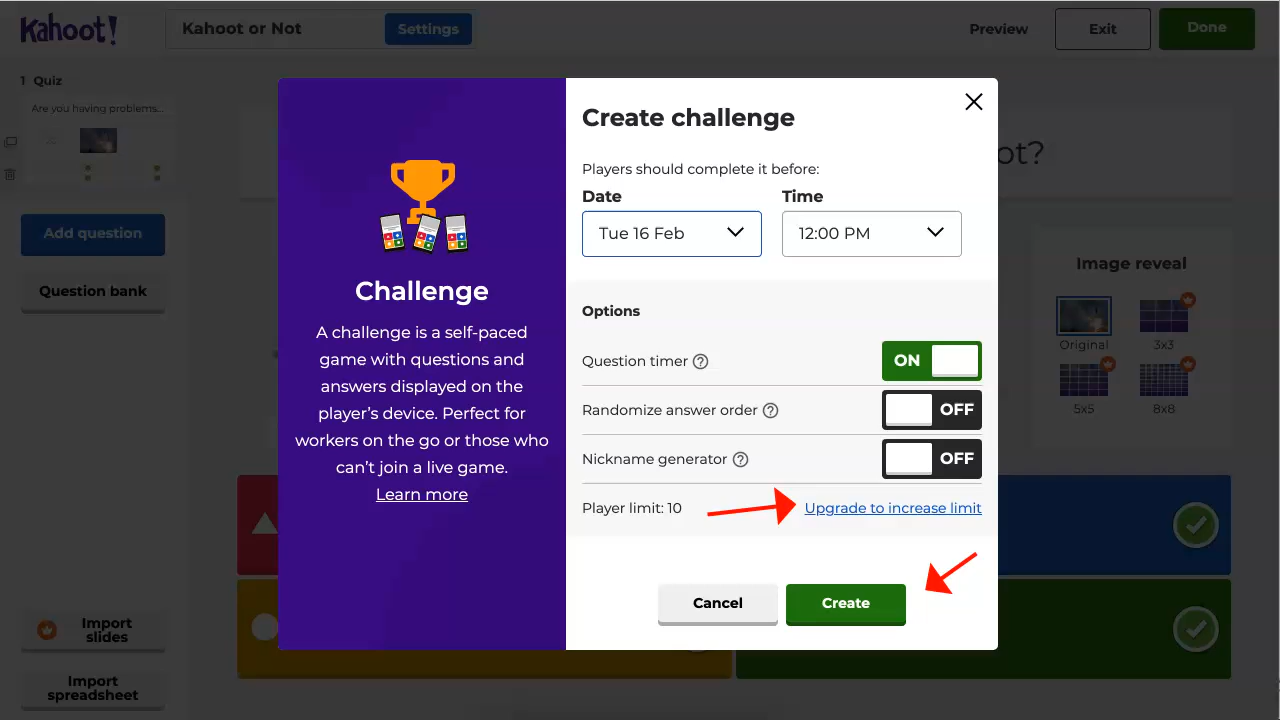 Kahoot!
Kahoot or Not
Settings
Preview
Exit
Done
1 Quiz
Are you having problems...
Add question
Question bank
Import
slides
Import
spreadsheet
Challenge
A challenge is a self-paced
game with questions and
answers displayed on the
player's device. Perfect for
workers on the go or those who
can't join a live game.
Learn more
Create challenge
Players should complete it before:
Date
Time
Tue 16 Feb
12:00 PM
Options
Question timer ?
ON
Randomize answer order ?
OFF
Nickname generator ?
OFF
Player limit: 10
Upgrade to increase limit
Cancel
Create
ot?
Image reveal
Original
3x3
5x5
8x8